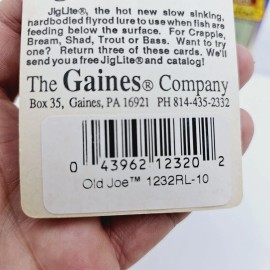 JigLite®, the hot new slow sinking,
hardbodied flyrod lure to use when fish are
feeding below the surface. For Crappie,
Bream, Shad, Trout or Bass. Want to try
one? Return three of these cards. We'll
send you a free JigLite® and catalog!
The Gaines® Company
Box 35, Gaines, PA 16921 PH 814-435-2332
0 43962 12320 2
Old Joe™ 1232RL-10